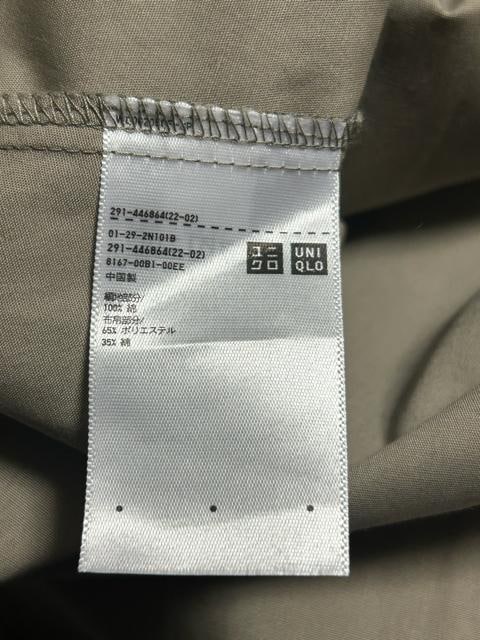 291-446864(22-02)
01-29-2N101B
291-446864(22-02)
8167-00B1-00EE
中国製
編地部分/
100% 綿
布帛部分/
65% ポリエステル
35% 綿
ユニ
クロ
UNI
QLO